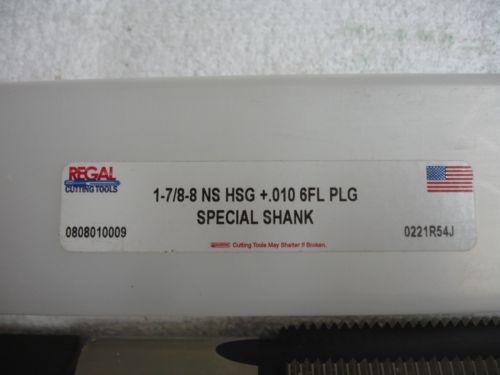 REGAL
CUTTING TOOLS
1-7/8-8 NS HSG +.010 6FL PLG
SPECIAL SHANK
0808010009
0221R54J
Cutting Tools May Shatter If Broken.